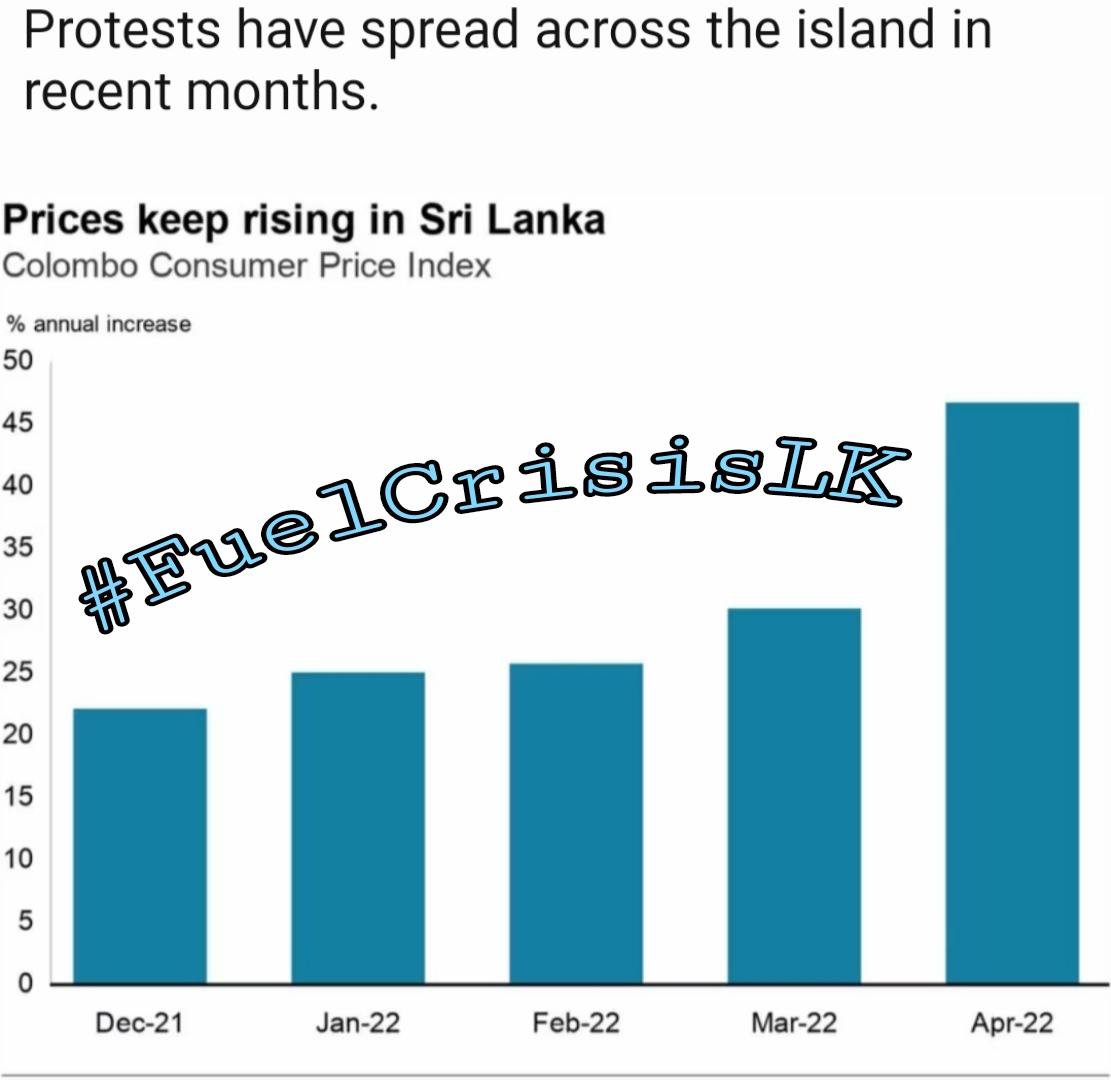 Protests have spread across the island in
recent months.
Prices keep rising in Sri Lanka
Colombo Consumer Price Index
% annual increase
50
45
40
35
30
25
20
15
10
5
0
#FuelCrisisLK
Dec-21 Jan-22 Feb-22 Mar-22 Apr-22